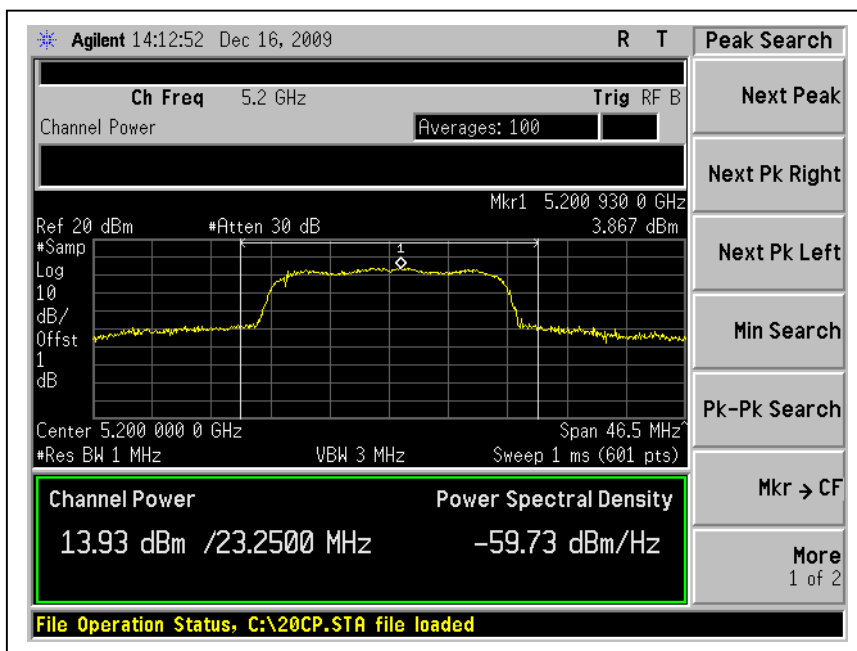 Agilent 14:12:52 Dec 16, 2009 R T
Peak Search
Ch Freq 5.2 GHz Trig RF B
Channel Power Averages: 100
Mkr1 5.200 930 0 GHz
Ref 20 dBm #Atten 30 dB 3.867 dBm
#Samp
Log
10
dB/
Offst
1
dB
1
Center 5.200 000 0 GHz Span 46.5 MHz^
#Res BW 1 MHz VBW 3 MHz Sweep 1 ms (601 pts)
Channel Power Power Spectral Density
13.93 dBm /23.2500 MHz -59.73 dBm/Hz
File Operation Status, C:\20CP.STA file loaded
Next Peak
Next Pk Right
Next Pk Left
Min Search
Pk-Pk Search
Mkr → CF
More
1 of 2